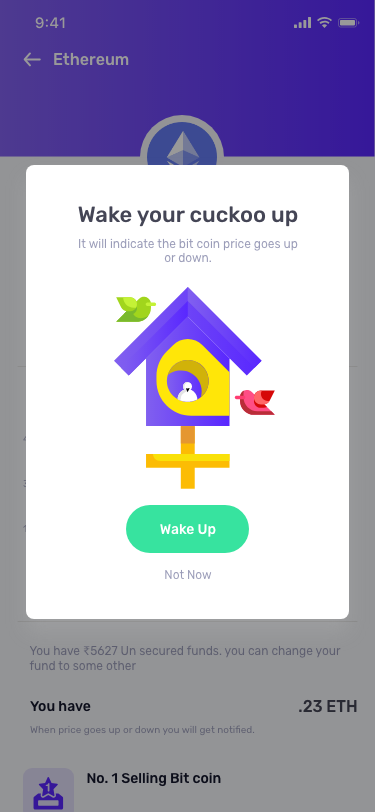 9:41
Ethereum
Wake your cuckoo up
It will indicate the bit coin price goes up
or down.
Wake Up
Not Now
You have ₹5627 Un secured funds. you can change your
fund to some other
You have
.23 ETH
When price goes up or down you will get notified.
1
No. 1 Selling Bit coin